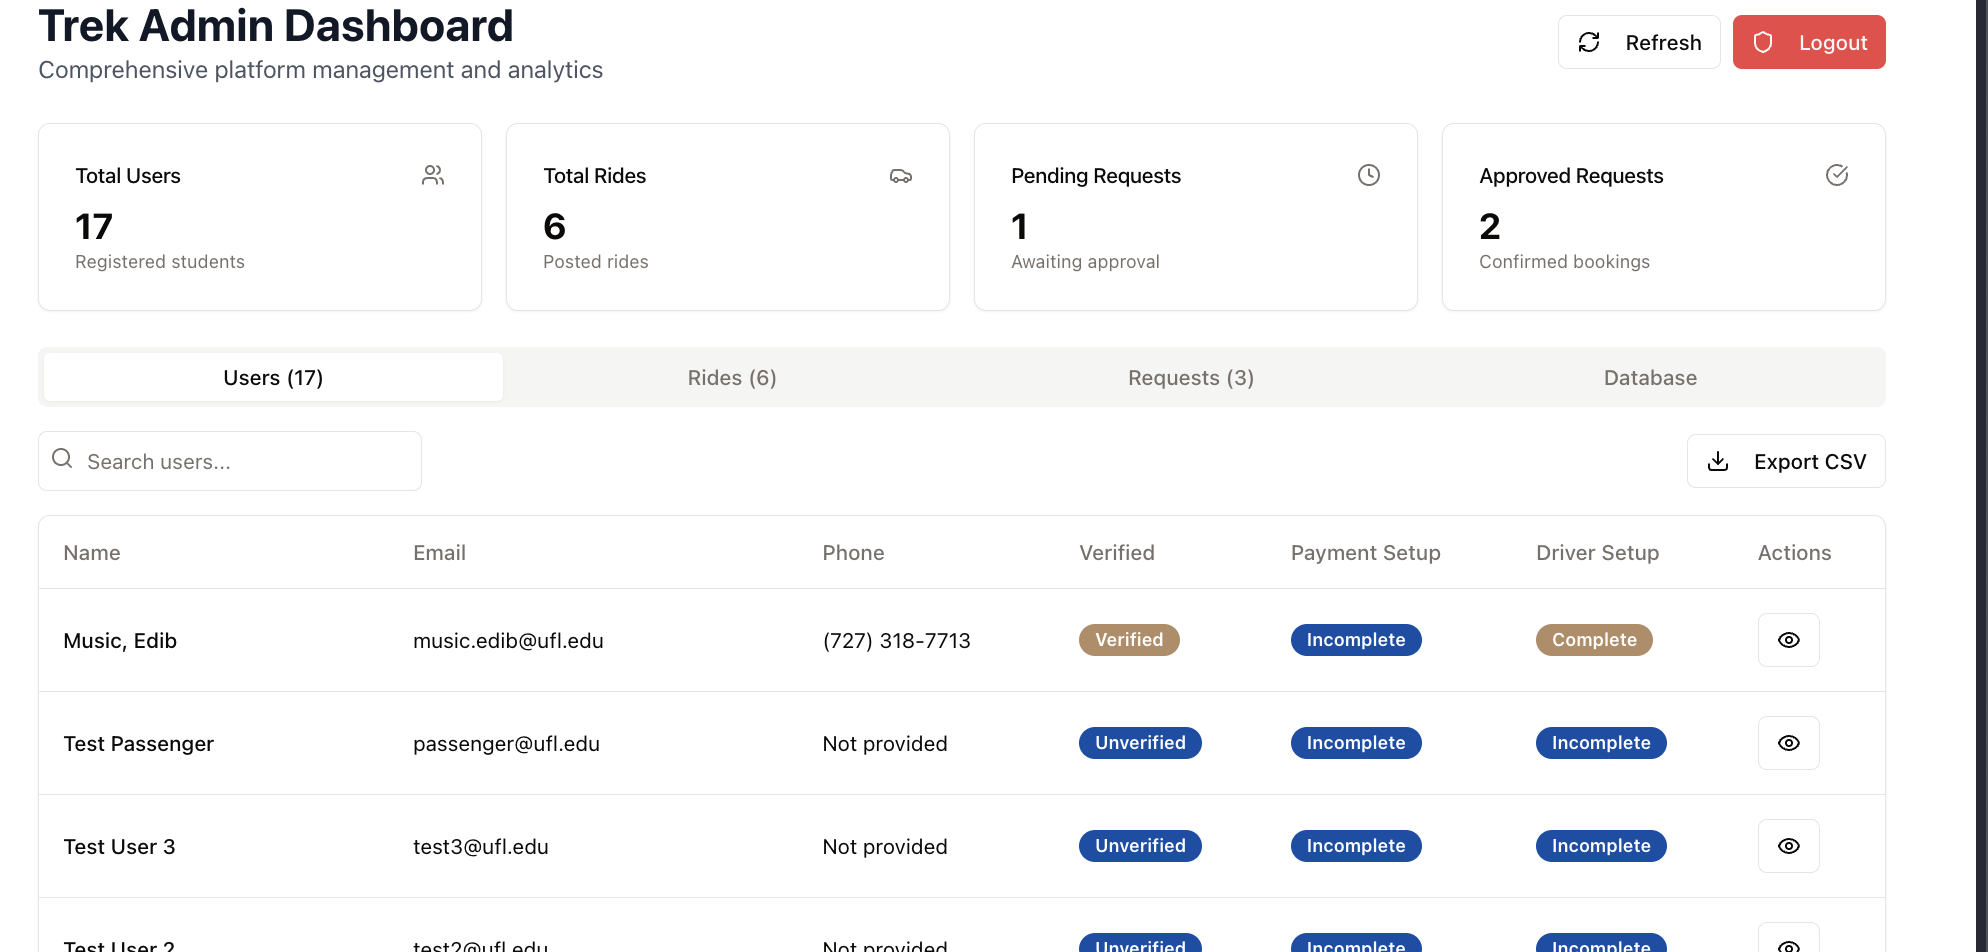 Trek Admin Dashboard
Comprehensive platform management and analytics
Refresh
Logout
Total Users
17
Registered students
Total Rides
6
Posted rides
Pending Requests
1
Awaiting approval
Approved Requests
2
Confirmed bookings
Users (17) Rides (6) Requests (3) Database
Search users...
Export CSV
Name Email Phone Verified Payment Setup Driver Setup Actions
Music, Edib music.edib@ufl.edu (727) 318-7713 Verified Incomplete Complete
Test Passenger passenger@ufl.edu Not provided Unverified Incomplete Incomplete
Test User 3 test3@ufl.edu Not provided Unverified Incomplete Incomplete
Test User 2 test2@ufl.edu Not provided Unverified Incomplete Incomplete